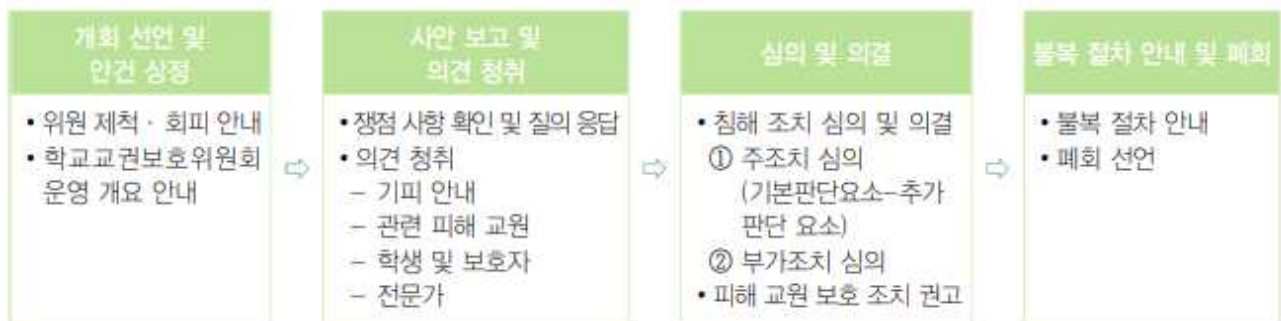 개회 선언 및
안건 상정
• 위원 제척 · 회피 안내
• 학교교권보호위원회
운영 개요 안내
⇨
사안 보고 및
의견 청취
• 쟁점 사항 확인 및 질의 응답
• 의견 청취
– 기피 안내
– 관련 피해 교원
– 학생 및 보호자
– 전문가
⇨
심의 및 의결
• 침해 조치 심의 및 의결
① 주조치 심의
(기본판단요소–추가
판단 요소)
② 부가조치 심의
• 피해 교원 보호 조치 권고
⇨
불복 절차 안내 및 폐회
• 불복 절차 안내
• 폐회 선언